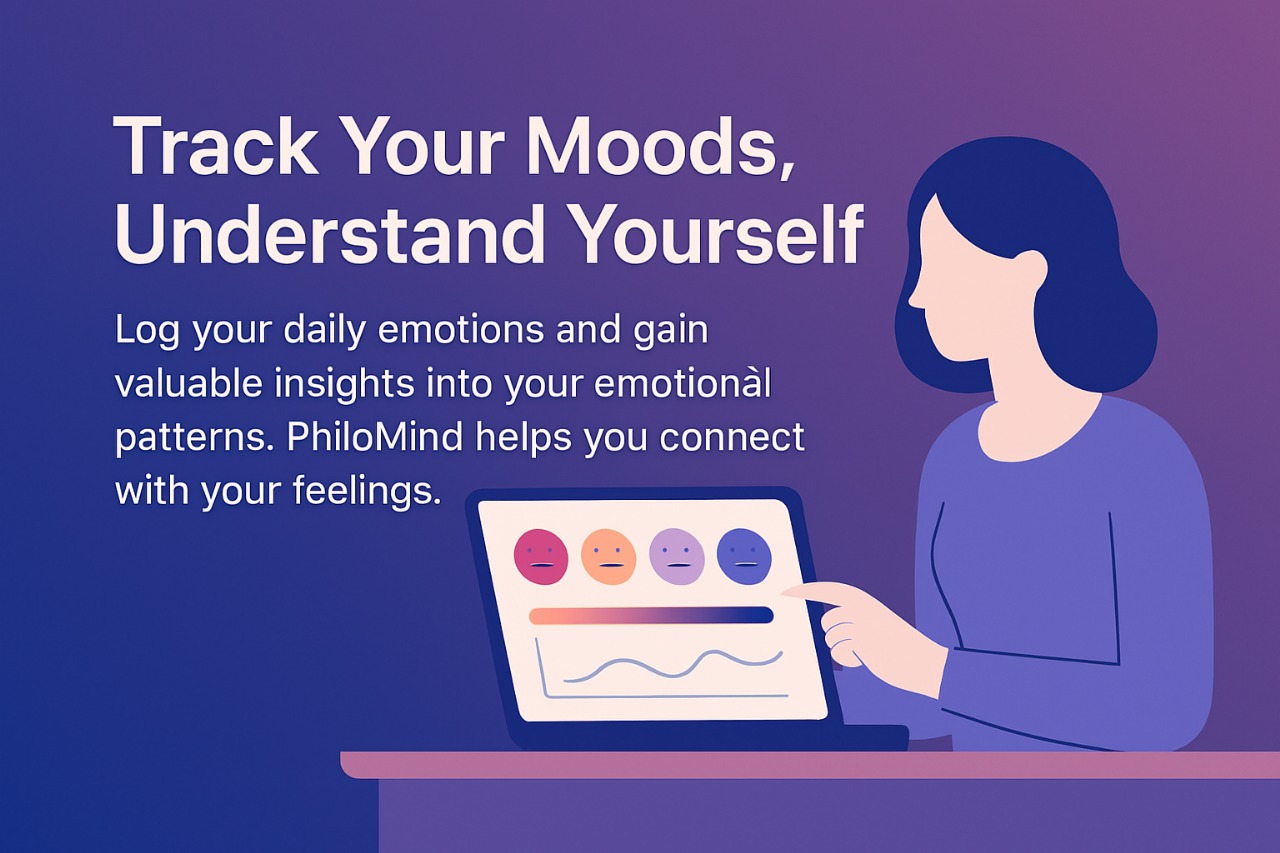 Track Your Moods,
Understand Yourself
Log your daily emotions and gain
valuable insights into your emotionàl
patterns. PhiloMind helps you connect
with your feelings.